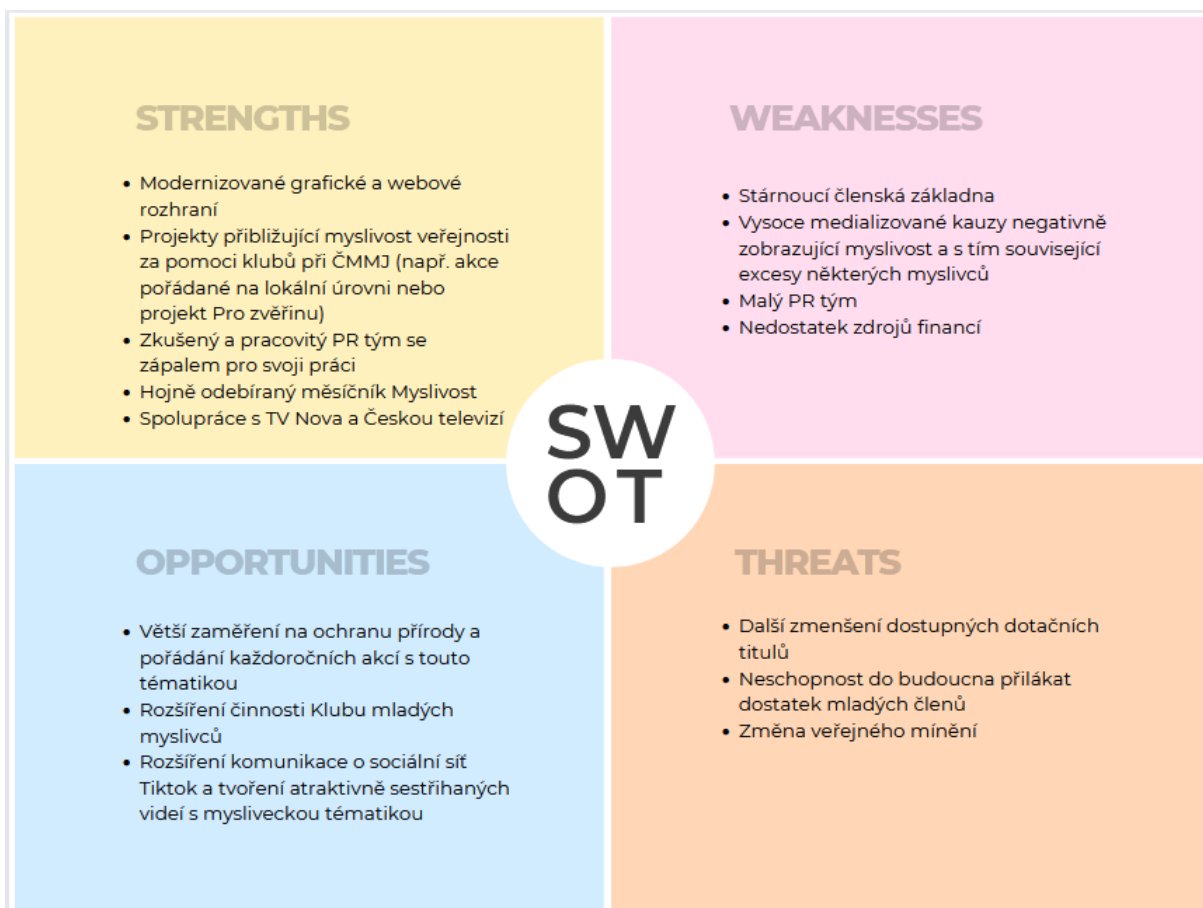 STRENGTHS
• Modernizované grafické a webové
rozhraní
• Projekty přibližující myslivost veřejnosti
za pomoci klubů při ČMMJ (např. akce
pořádané na lokální úrovni nebo
projekt Pro zvěřinu)
• Zkušený a pracovitý PR tým se
zápalem pro svoji práci
• Hojně odebíraný měsíčník Myslivost
• Spolupráce s TV Nova a Českou televizí
WEAKNESSES
• Stárnoucí členská základna
• Vysoce medializované kauzy negativně
zobrazující myslivost a s tím související
excesy některých myslivců
• Malý PR tým
• Nedostatek zdrojů financí
SW
OT
OPPORTUNITIES
• Větší zaměření na ochranu přírody a
pořádání každoročních akcí s touto
tématikou
• Rozšíření činnosti Klubu mladých
myslivců
• Rozšíření komunikace o sociální síť
Tiktok a tvoření atraktivně sestřihaných
videí s mysliveckou tématikou
THREATS
• Další zmenšení dostupných dotačních
titulů
• Neschopnost do budoucna přilákat
dostatek mladých členů
• Změna veřejného mínění